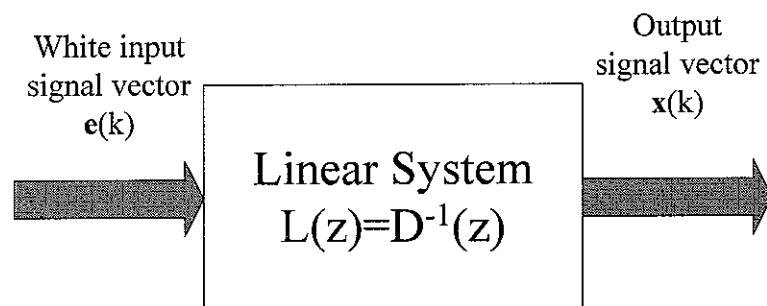 White input
signal vector
e(k)
Output
signal vector
x(k)
Linear System
L(z)=D⁻¹(z)